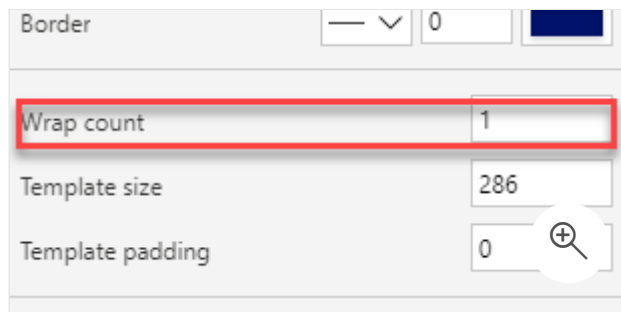 Border 0
Wrap count 1
Template size 286
Template padding 0